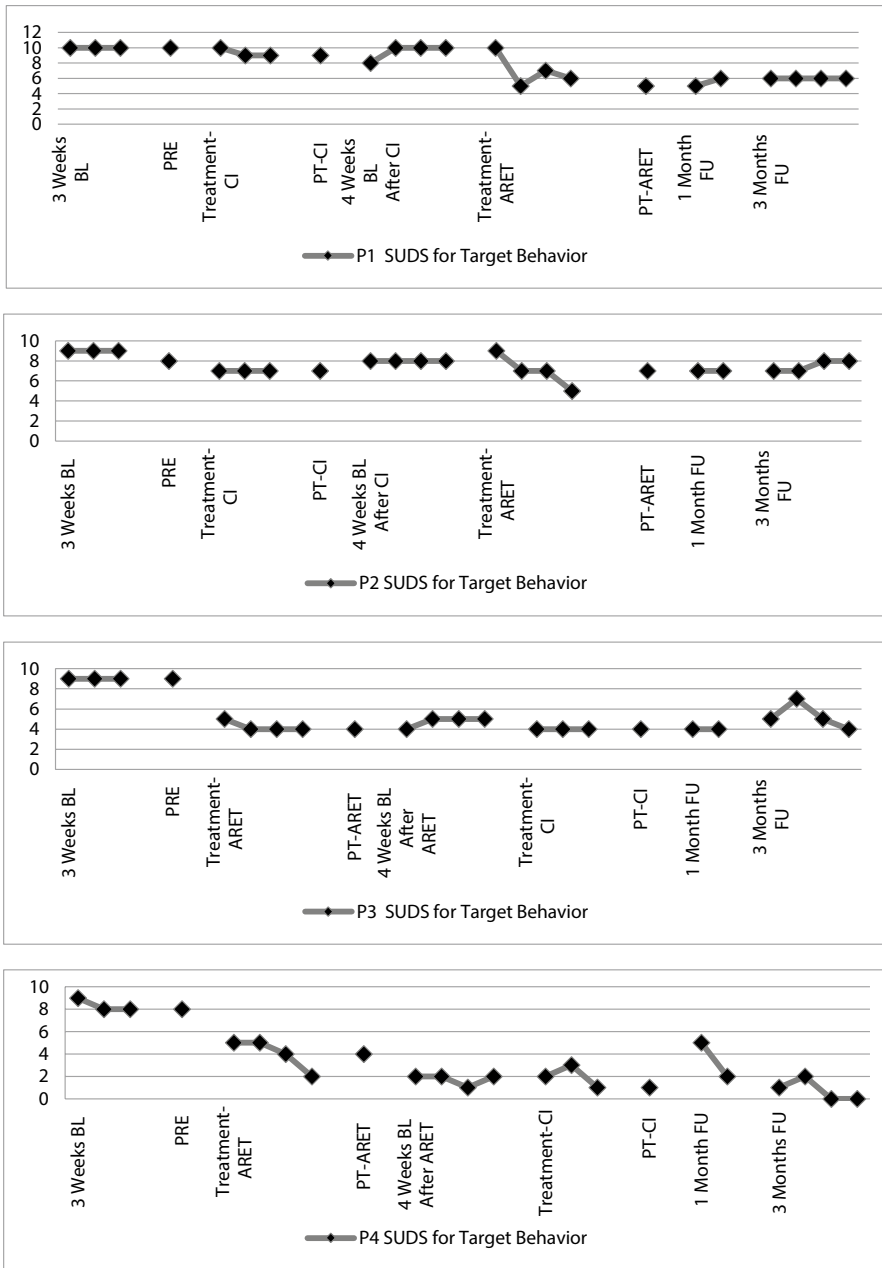 12
10
8
6
4
2
0
3 Weeks
BL
PRE
Treatment-
CI
PT-CI
4 Weeks
BL
After CI
Treatment-
ARET
PT-ARET
1 Month
FU
3 Months
FU
P1 SUDS for Target Behavior
10
8
6
4
2
0
3 Weeks BL
PRE
Treatment-
CI
PT-CI
4 Weeks BL
After CI
Treatment-
ARET
PT-ARET
1 Month FU
3 Months
FU
P2 SUDS for Target Behavior
10
8
6
4
2
0
3 Weeks BL
PRE
Treatment-
ARET
PT-ARET
4 Weeks BL
After
ARET
Treatment-
CI
PT-CI
1 Month FU
3 Months
FU
P3 SUDS for Target Behavior
10
8
6
4
2
0
3 Weeks BL
PRE
Treatment-
ARET
PT-ARET
4 Weeks BL
After ARET
Treatment-CI
PT-CI
1 Month FU
3 Months FU
P4 SUDS for Target Behavior